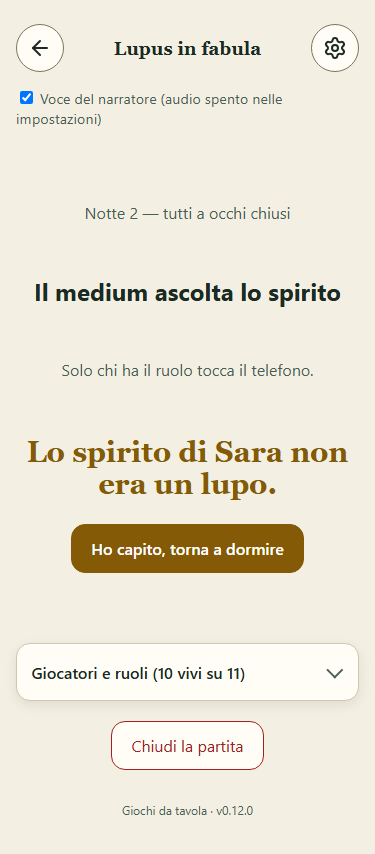 Lupus in fabula
Voce del narratore (audio spento nelle
impostazioni)
Notte 2 — tutti a occhi chiusi
Il medium ascolta lo spirito
Solo chi ha il ruolo tocca il telefono.
Lo spirito di Sara non
era un lupo.
Ho capito, torna a dormire
Giocatori e ruoli (10 vivi su 11)
Chiudi la partita
Giochi da tavola · v0.12.0